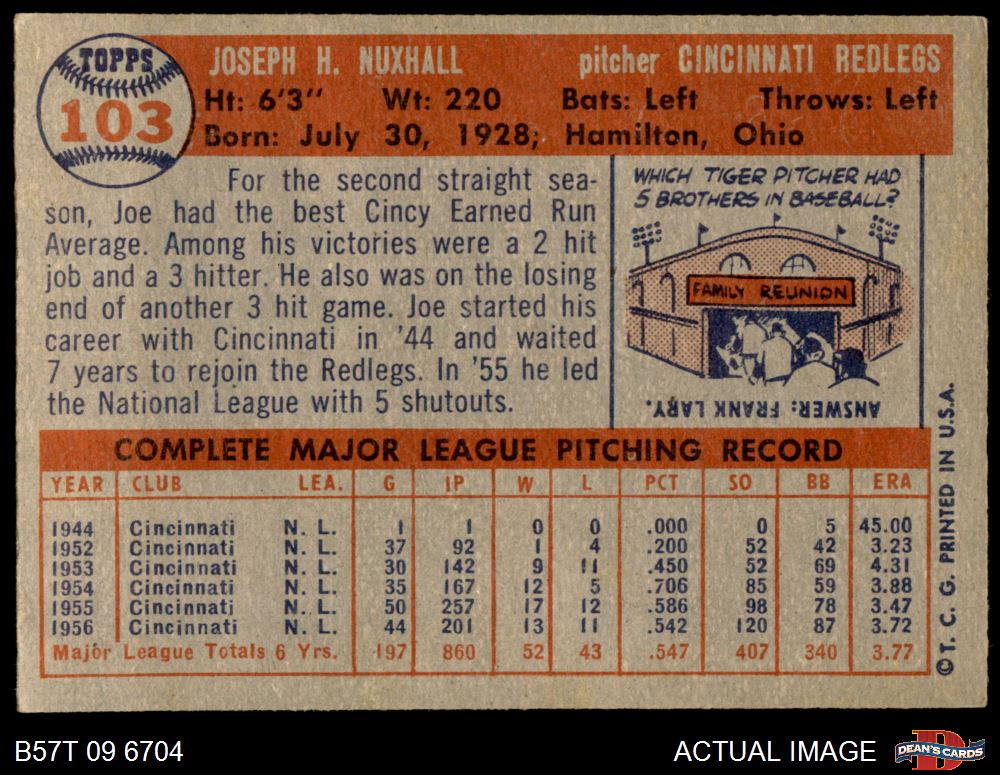 TOPPS
103
JOSEPH H. NUXHALL pitcher CINCINNATI REDLEGS
Ht: 6'3" Wt: 220 Bats: Left Throws: Left
Born: July 30, 1928; Hamilton, Ohio
For the second straight sea-
son, Joe had the best Cincy Earned Run
Average. Among his victories were a 2 hit
job and a 3 hitter. He also was on the losing
end of another 3 hit game. Joe started his
career with Cincinnati in '44 and waited
7 years to rejoin the Redlegs. In '55 he led
the National League with 5 shutouts.
WHICH TIGER PITCHER HAD
5 BROTHERS IN BASEBALL?
FAMILY REUNION
ANSWER: FRANK LARY.
COMPLETE MAJOR LEAGUE PITCHING RECORD
YEAR CLUB LEA. G IP W L PCT SO BB ERA
1944 Cincinnati N. L. 1 1 0 0 .000 0 5 45.00
1952 Cincinnati N. L. 37 92 1 4 .200 52 42 3.23
1953 Cincinnati N. L. 30 142 9 11 .450 52 69 4.31
1954 Cincinnati N. L. 35 167 12 5 .706 85 59 3.88
1955 Cincinnati N. L. 50 257 17 12 .586 98 78 3.47
1956 Cincinnati N. L. 44 201 13 11 .542 120 87 3.72
Major League Totals 6 Yrs. 197 860 52 43 .547 407 340 3.77
© T. C. G. PRINTED IN U.S.A.
B57T 09 6704
ACTUAL IMAGE
D
DEAN'S CARDS